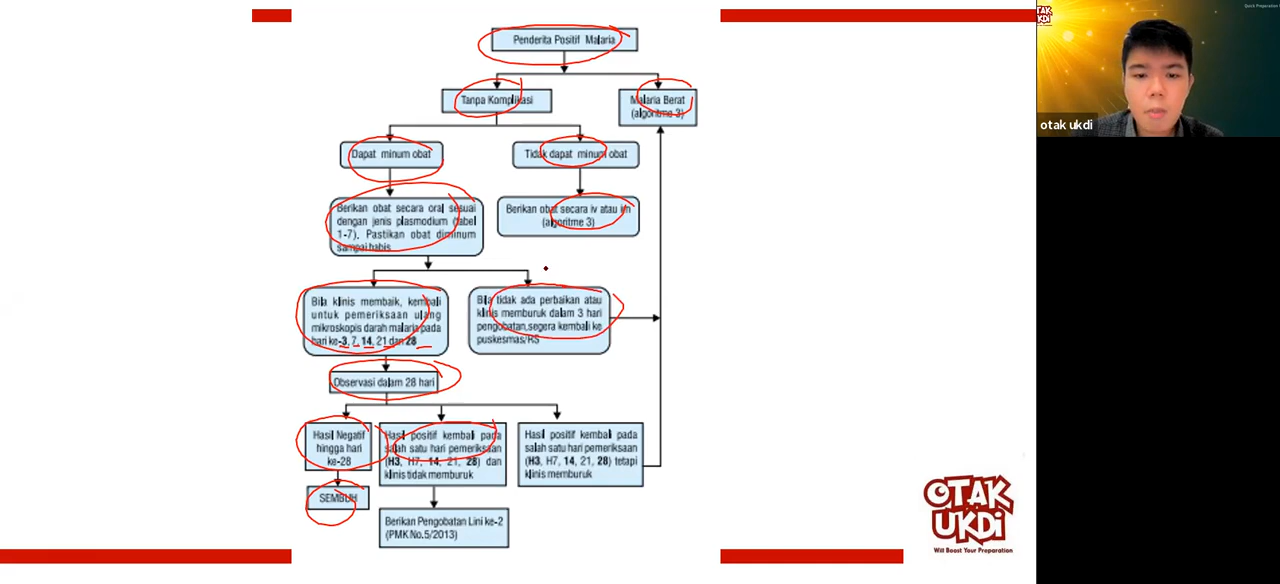 Penderita Positif Malaria
Tanpa Komplikasi
Malaria Berat
(algoritme 3)
Dapat minum obat
Tidak dapat minum obat
Berikan obat secara oral sesuai
dengan jenis plasmodium (tabel
1-7). Pastikan obat diminum
sampai habis
Berikan obat secara iv atau im
(algoritme 3)
Bila klinis membaik, kembali
untuk pemeriksaan ulang
mikroskopis darah malaria pada
hari ke-3, 7, 14, 21 dan 28
Bila tidak ada perbaikan atau
klinis memburuk dalam 3 hari
pengobatan,segera kembali ke
puskesmas/RS
Observasi dalam 28 hari
Hasil Negatif
hingga hari
ke-28
SEMBUH
Hasil positif kembali pada
salah satu hari pemeriksaan
(H3, H7, 14, 21, 28) dan
klinis tidak memburuk
Berikan Pengobatan Lini ke-2
(PMK No.5/2013)
Hasil positif kembali pada
salah satu hari pemeriksaan
(H3, H7, 14, 21, 28) tetapi
klinis memburuk
OTAK
UKDI
Will Boost Your Preparation
OTAK
UKDI
otak ukdi